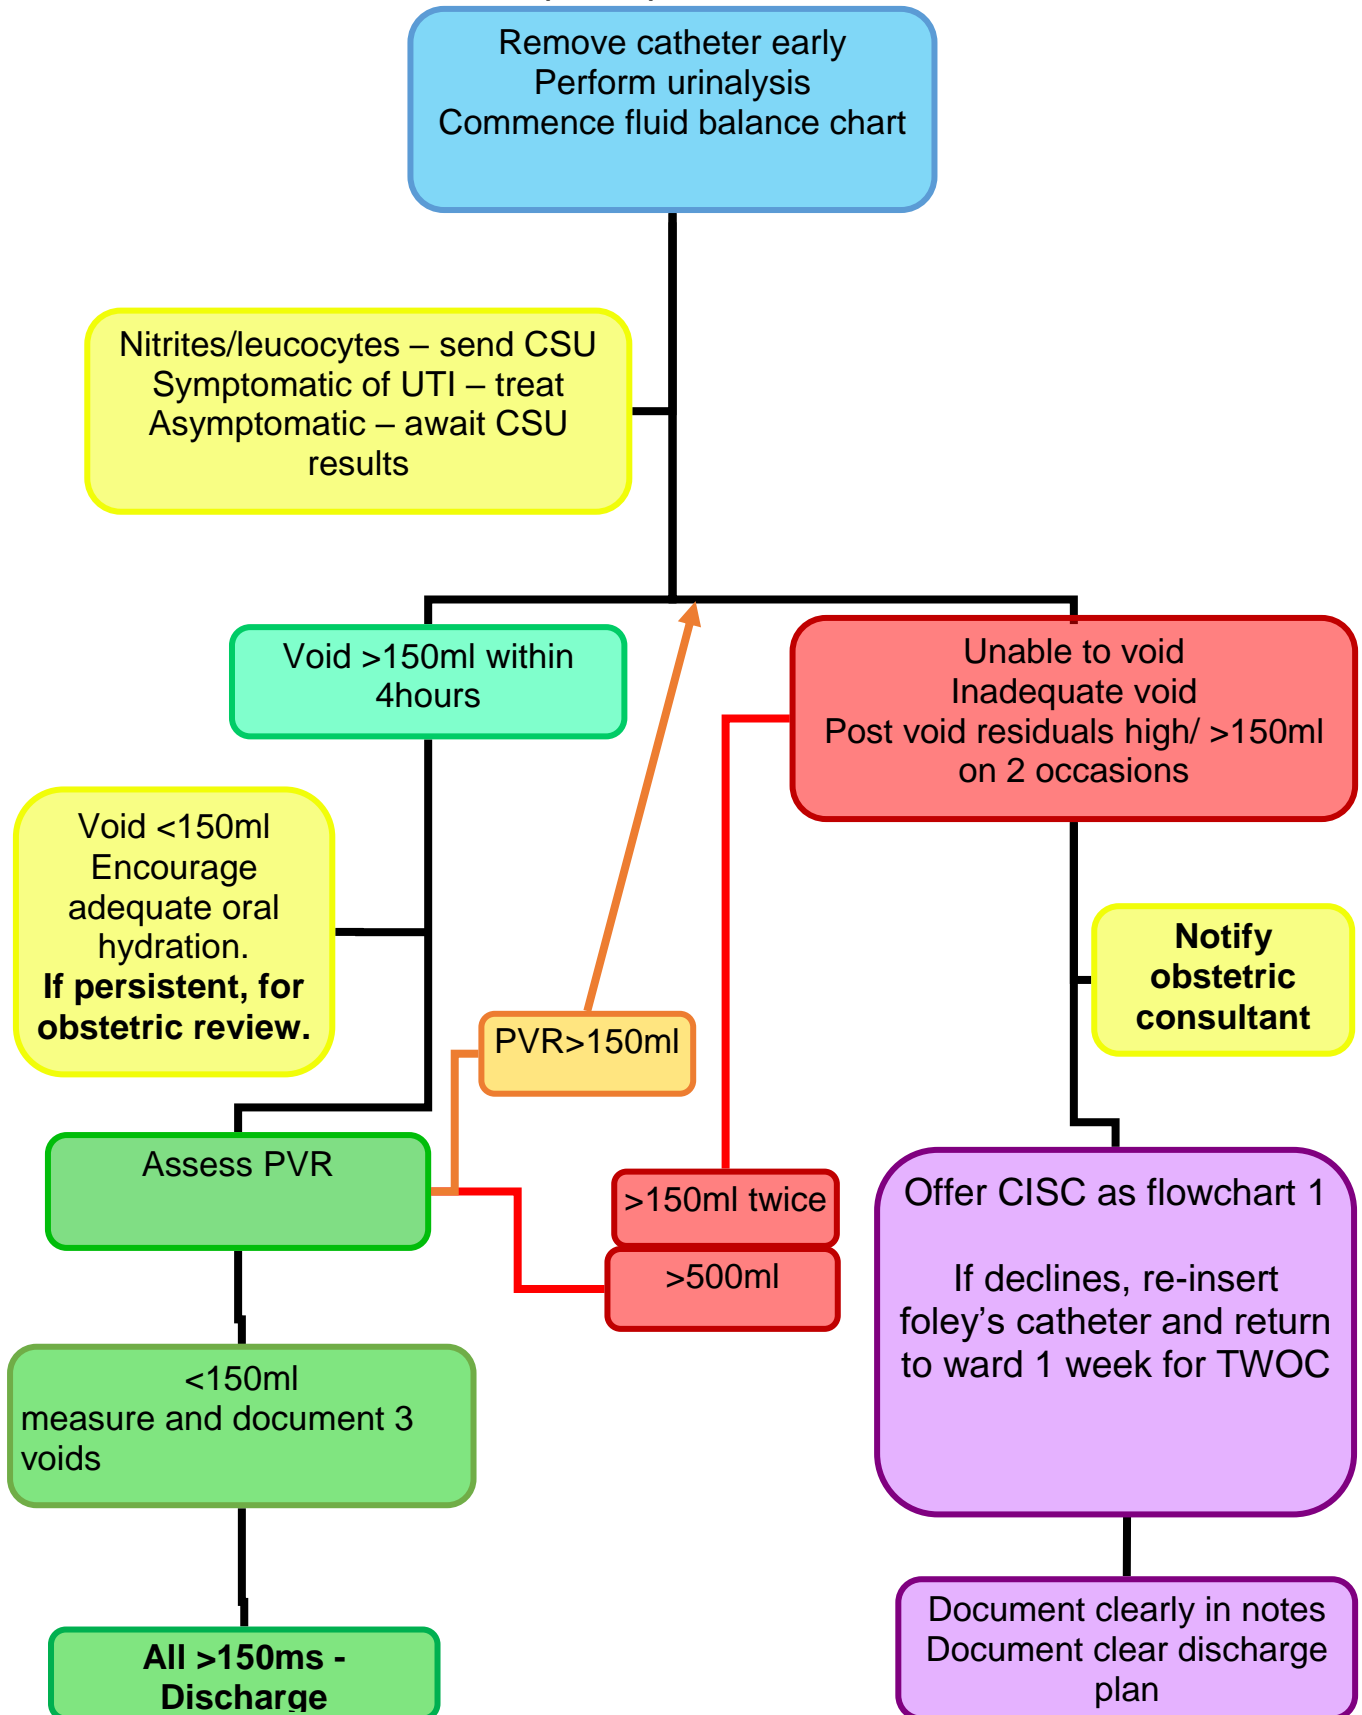 Remove catheter early
Perform urinalysis
Commence fluid balance chart
Nitrites/leucocytes – send CSU
Symptomatic of UTI – treat
Asymptomatic – await CSU
results
Void >150ml within
4hours
Unable to void
Inadequate void
Post void residuals high/ >150ml
on 2 occasions
Void <150ml
Encourage
adequate oral
hydration.
If persistent, for
obstetric review.
Notify
obstetric
consultant
PVR>150ml
Assess PVR
>150ml twice
>500ml
Offer CISC as flowchart 1
If declines, re-insert
foley’s catheter and return
to ward 1 week for TWOC
<150ml
measure and document 3
voids
All >150ms -
Discharge
Document clearly in notes
Document clear discharge
plan